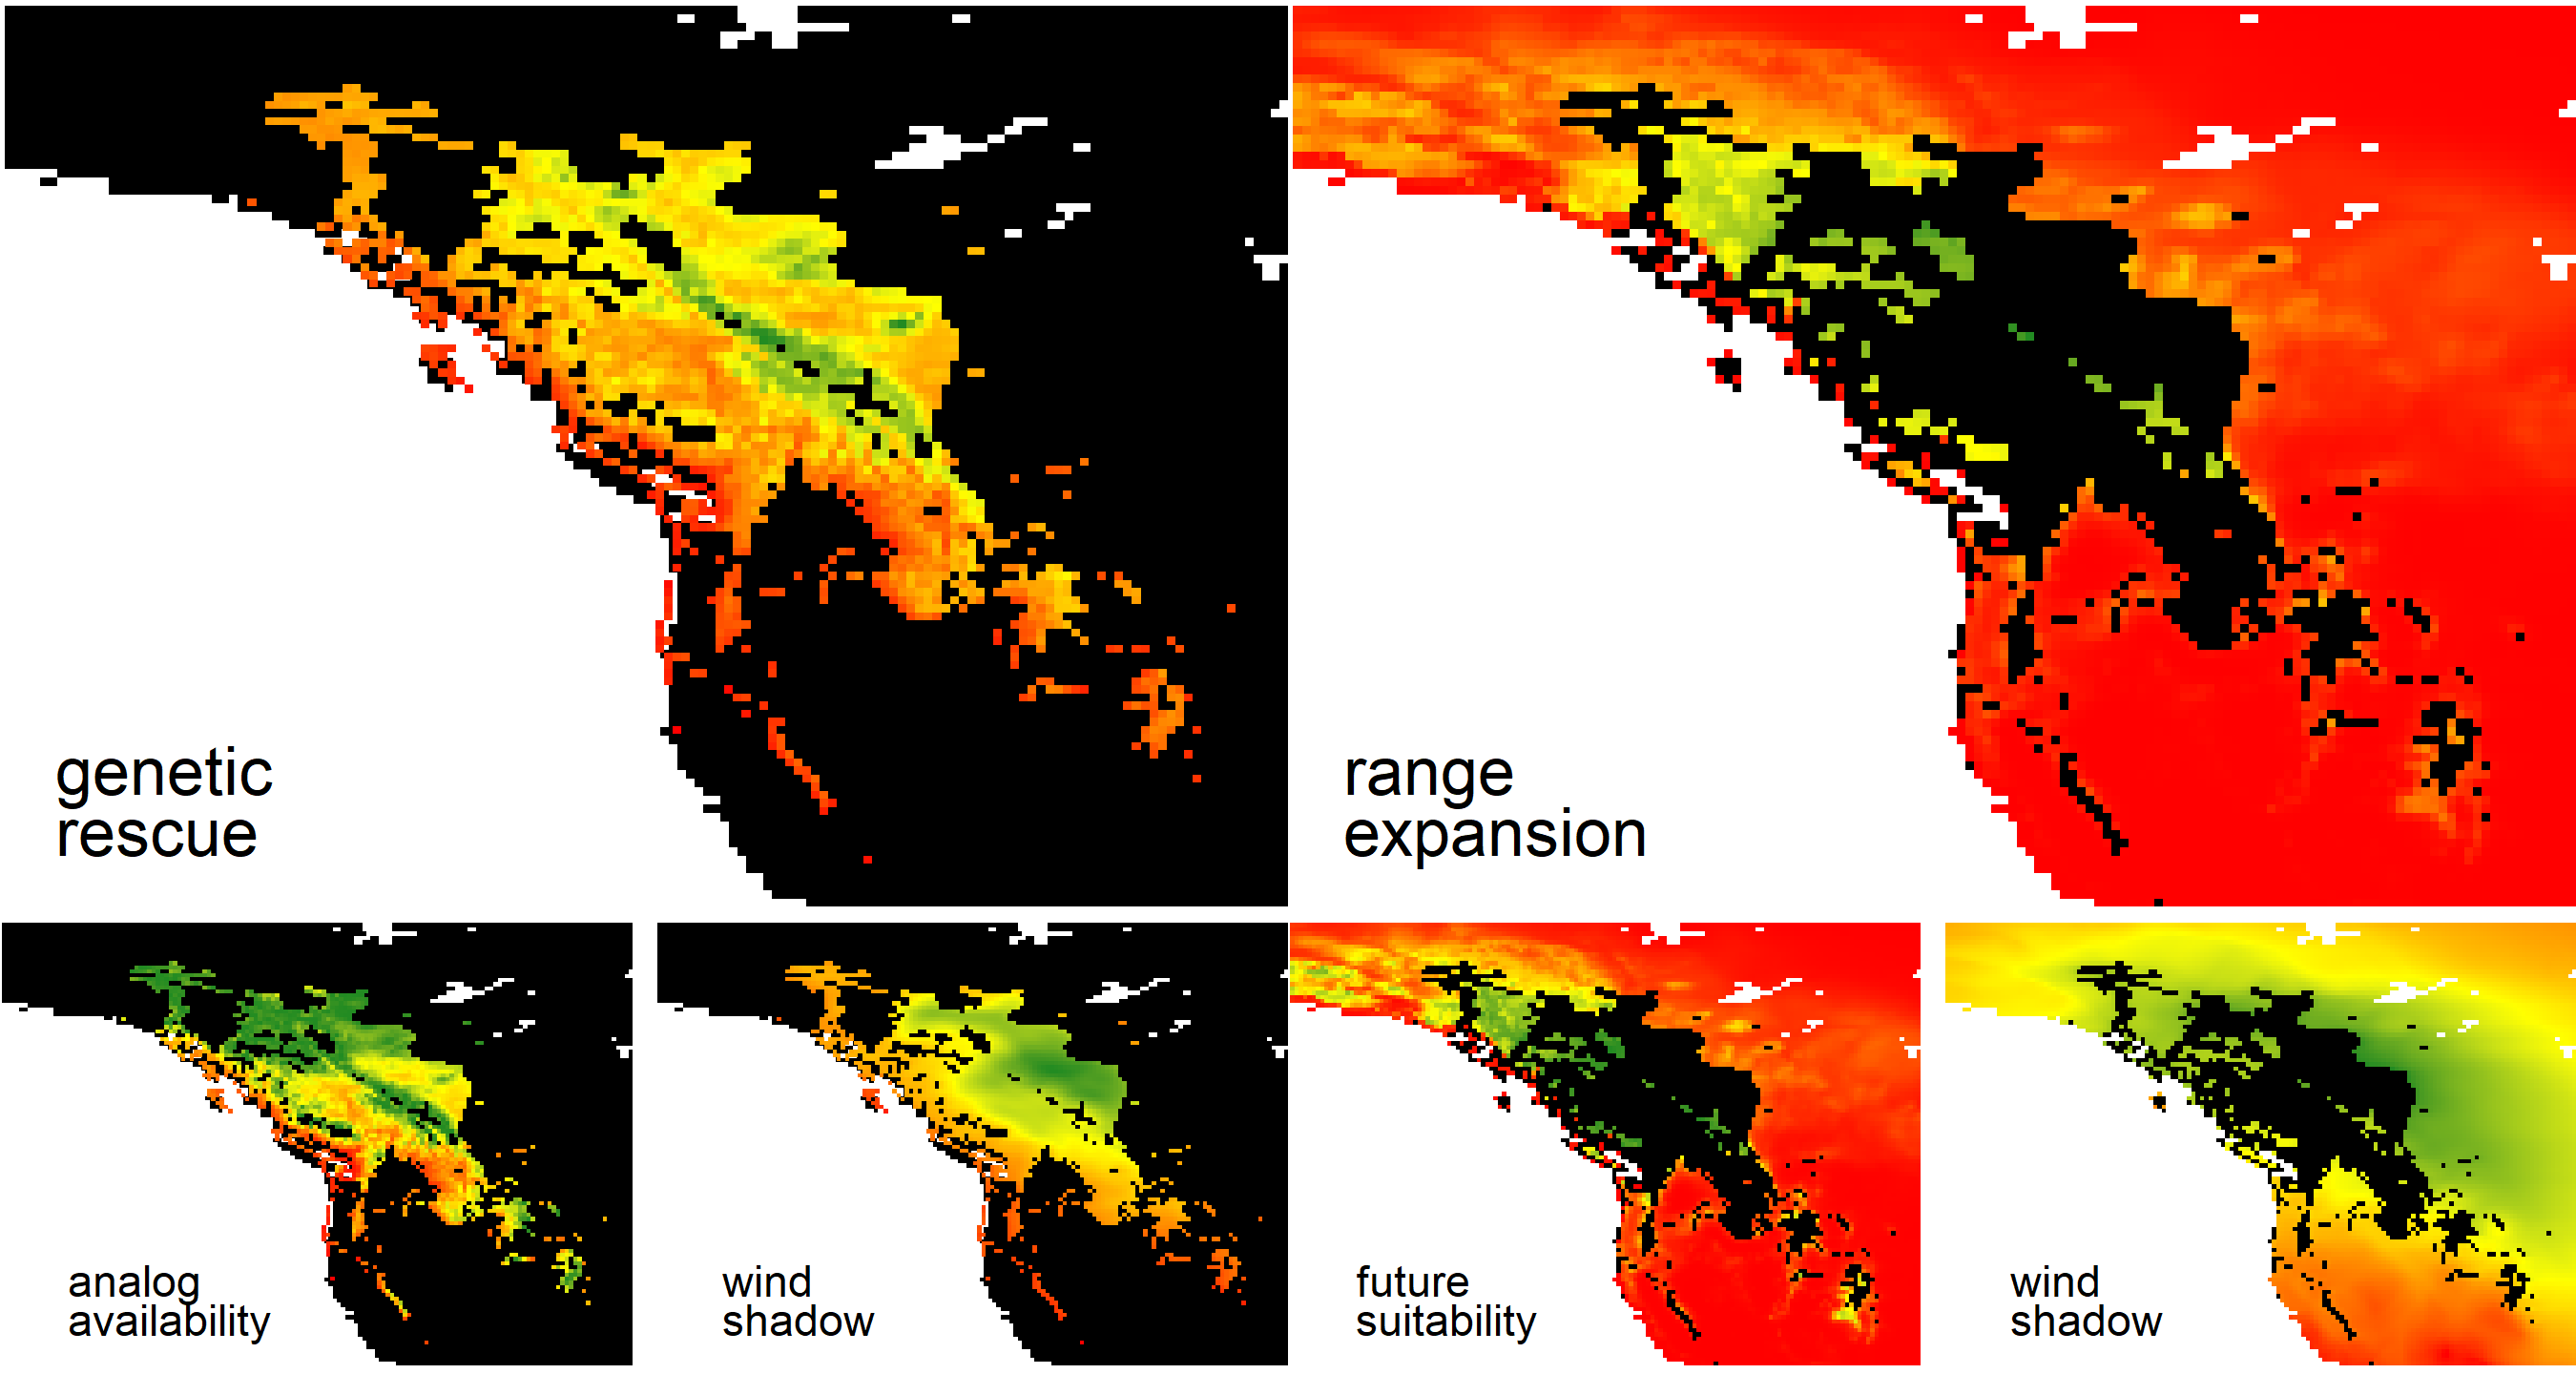 genetic
rescue
range
expansion
analog
availability
wind
shadow
future
suitability
wind
shadow